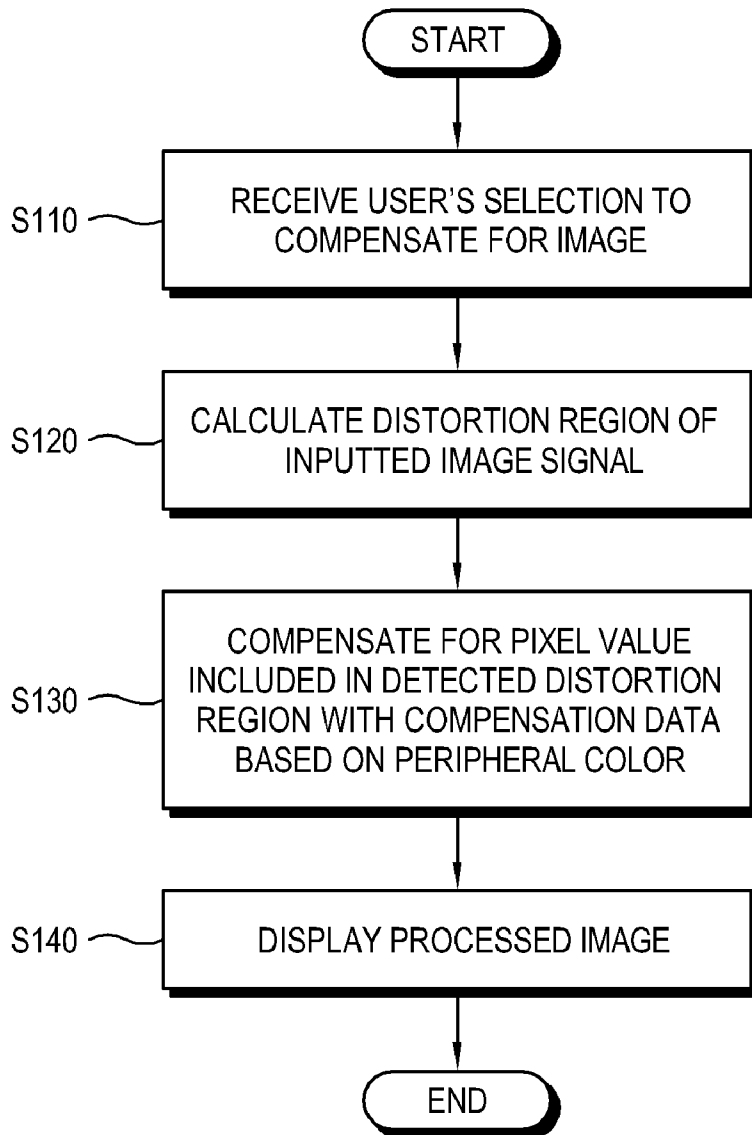 START
S110
RECEIVE USER'S SELECTION TO
COMPENSATE FOR IMAGE
S120
CALCULATE DISTORTION REGION OF
INPUTTED IMAGE SIGNAL
S130
COMPENSATE FOR PIXEL VALUE
INCLUDED IN DETECTED DISTORTION
REGION WITH COMPENSATION DATA
BASED ON PERIPHERAL COLOR
S140
DISPLAY PROCESSED IMAGE
END